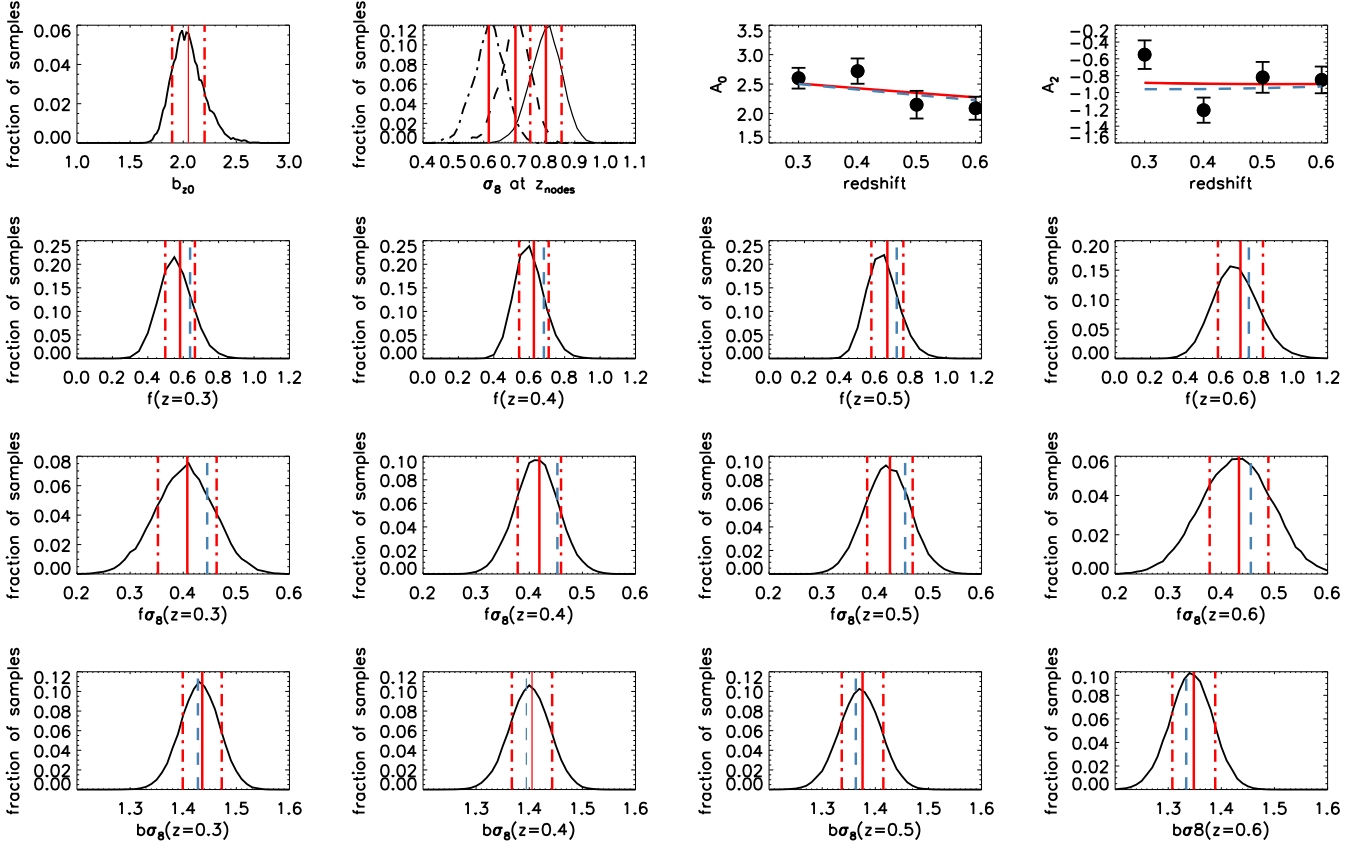 fraction of samples
0.06
0.04
0.02
0.00
1.0 1.5 2.0 2.5 3.0
b_z0
fraction of samples
0.12
0.10
0.08
0.06
0.04
0.02
0.00
0.4 0.5 0.6 0.7 0.8 0.9 1.0 1.1
σ8 at z_nodes
A_0
3.5
3.0
2.5
2.0
1.5
0.3 0.4 0.5 0.6
redshift
A_2
−0.4
−0.6
−0.8
−1.0
−1.2
−1.4
−1.6
0.3 0.4 0.5 0.6
redshift
fraction of samples
0.25
0.20
0.15
0.10
0.05
0.00
0.0 0.2 0.4 0.6 0.8 1.0 1.2
f(z=0.3)
fraction of samples
0.25
0.20
0.15
0.10
0.05
0.00
0.0 0.2 0.4 0.6 0.8 1.0 1.2
f(z=0.4)
fraction of samples
0.25
0.20
0.15
0.10
0.05
0.00
0.0 0.2 0.4 0.6 0.8 1.0 1.2
f(z=0.5)
fraction of samples
0.20
0.15
0.10
0.05
0.00
0.0 0.2 0.4 0.6 0.8 1.0 1.2
f(z=0.6)
fraction of samples
0.08
0.06
0.04
0.02
0.00
0.2 0.3 0.4 0.5 0.6
fσ8(z=0.3)
fraction of samples
0.10
0.08
0.06
0.04
0.02
0.00
0.2 0.3 0.4 0.5 0.6
fσ8(z=0.4)
fraction of samples
0.10
0.08
0.06
0.04
0.02
0.00
0.2 0.3 0.4 0.5 0.6
fσ8(z=0.5)
fraction of samples
0.06
0.04
0.02
0.00
0.2 0.3 0.4 0.5 0.6
fσ8(z=0.6)
fraction of samples
0.12
0.10
0.08
0.06
0.04
0.02
0.00
1.3 1.4 1.5 1.6
bσ8(z=0.3)
fraction of samples
0.12
0.10
0.08
0.06
0.04
0.02
0.00
1.3 1.4 1.5 1.6
bσ8(z=0.4)
fraction of samples
0.12
0.10
0.08
0.06
0.04
0.02
0.00
1.3 1.4 1.5 1.6
bσ8(z=0.5)
fraction of samples
0.10
0.08
0.06
0.04
0.02
0.00
1.3 1.4 1.5 1.6
bσ8(z=0.6)